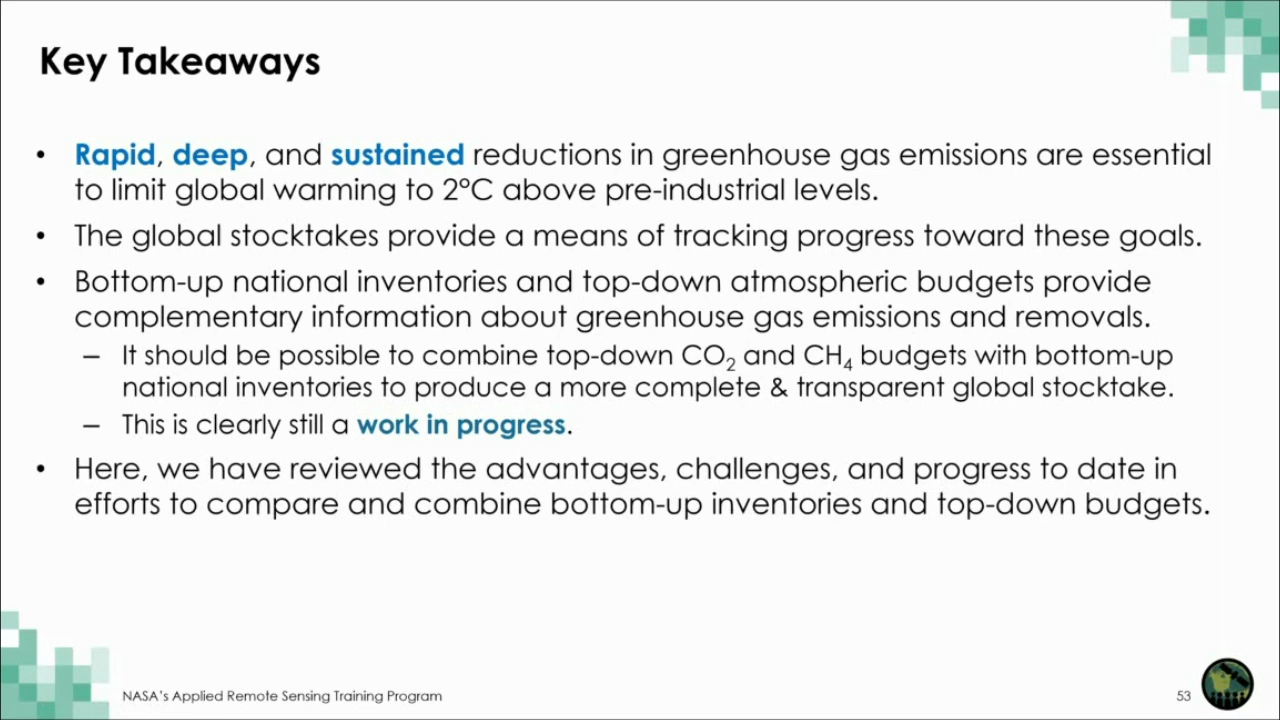 Key Takeaways
• Rapid, deep, and sustained reductions in greenhouse gas emissions are essential
to limit global warming to 2°C above pre-industrial levels.
• The global stocktakes provide a means of tracking progress toward these goals.
• Bottom-up national inventories and top-down atmospheric budgets provide
complementary information about greenhouse gas emissions and removals.
– It should be possible to combine top-down CO₂ and CH₄ budgets with bottom-up
national inventories to produce a more complete & transparent global stocktake.
– This is clearly still a work in progress.
• Here, we have reviewed the advantages, challenges, and progress to date in
efforts to compare and combine bottom-up inventories and top-down budgets.
NASA's Applied Remote Sensing Training Program
53